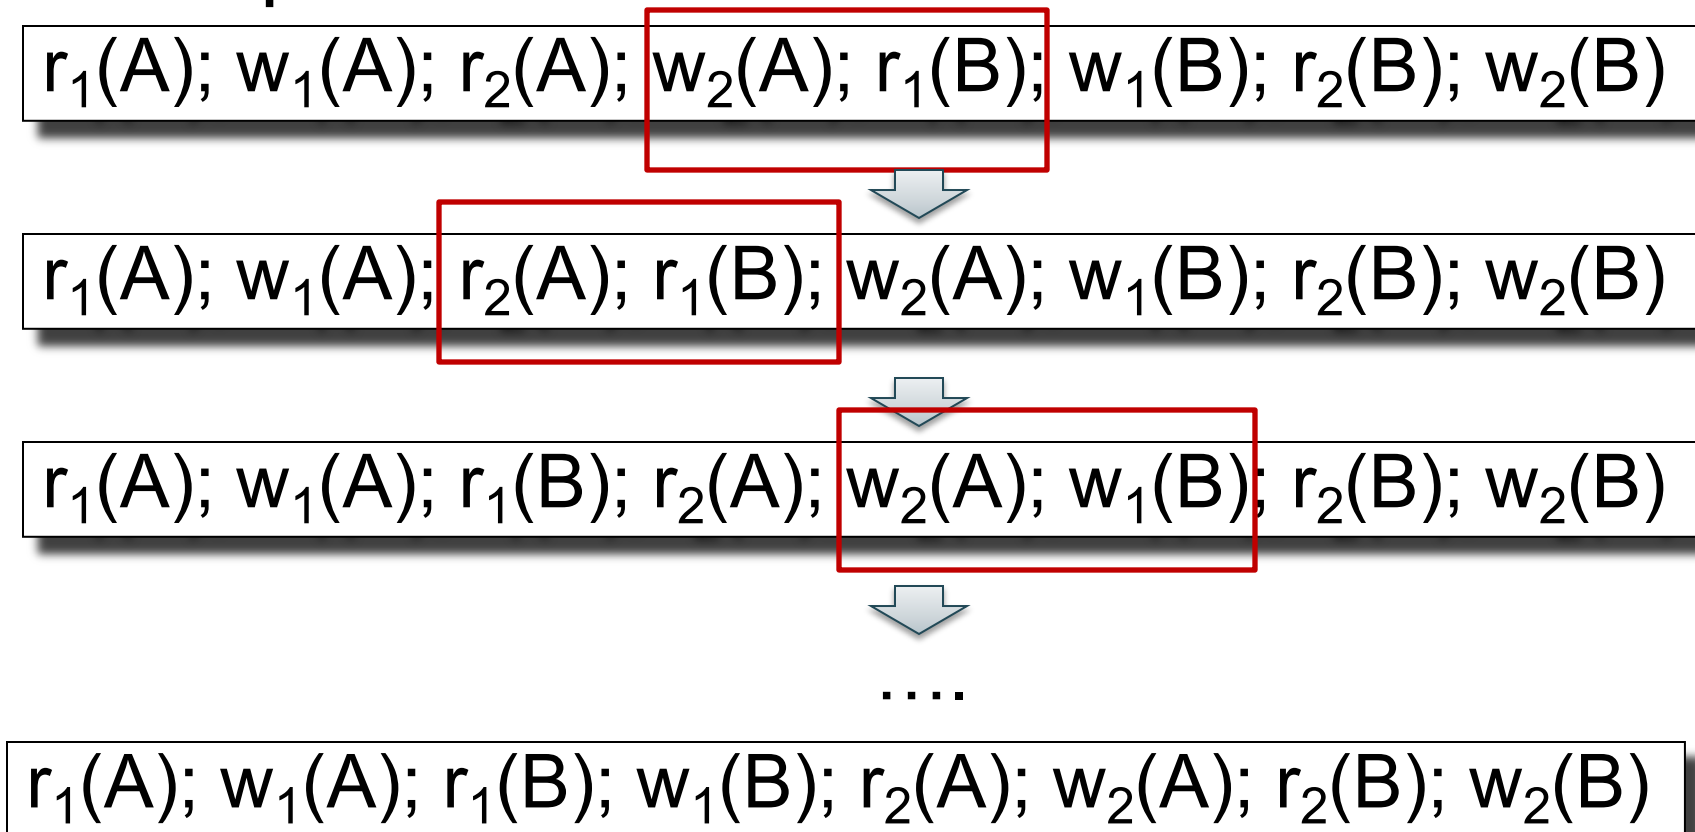 r₁(A); w₁(A); r₂(A); w₂(A); r₁(B); w₁(B); r₂(B); w₂(B)
r₁(A); w₁(A); r₂(A); r₁(B); w₂(A); w₁(B); r₂(B); w₂(B)
r₁(A); w₁(A); r₁(B); r₂(A); w₂(A); w₁(B); r₂(B); w₂(B)
....
r₁(A); w₁(A); r₁(B); w₁(B); r₂(A); w₂(A); r₂(B); w₂(B)